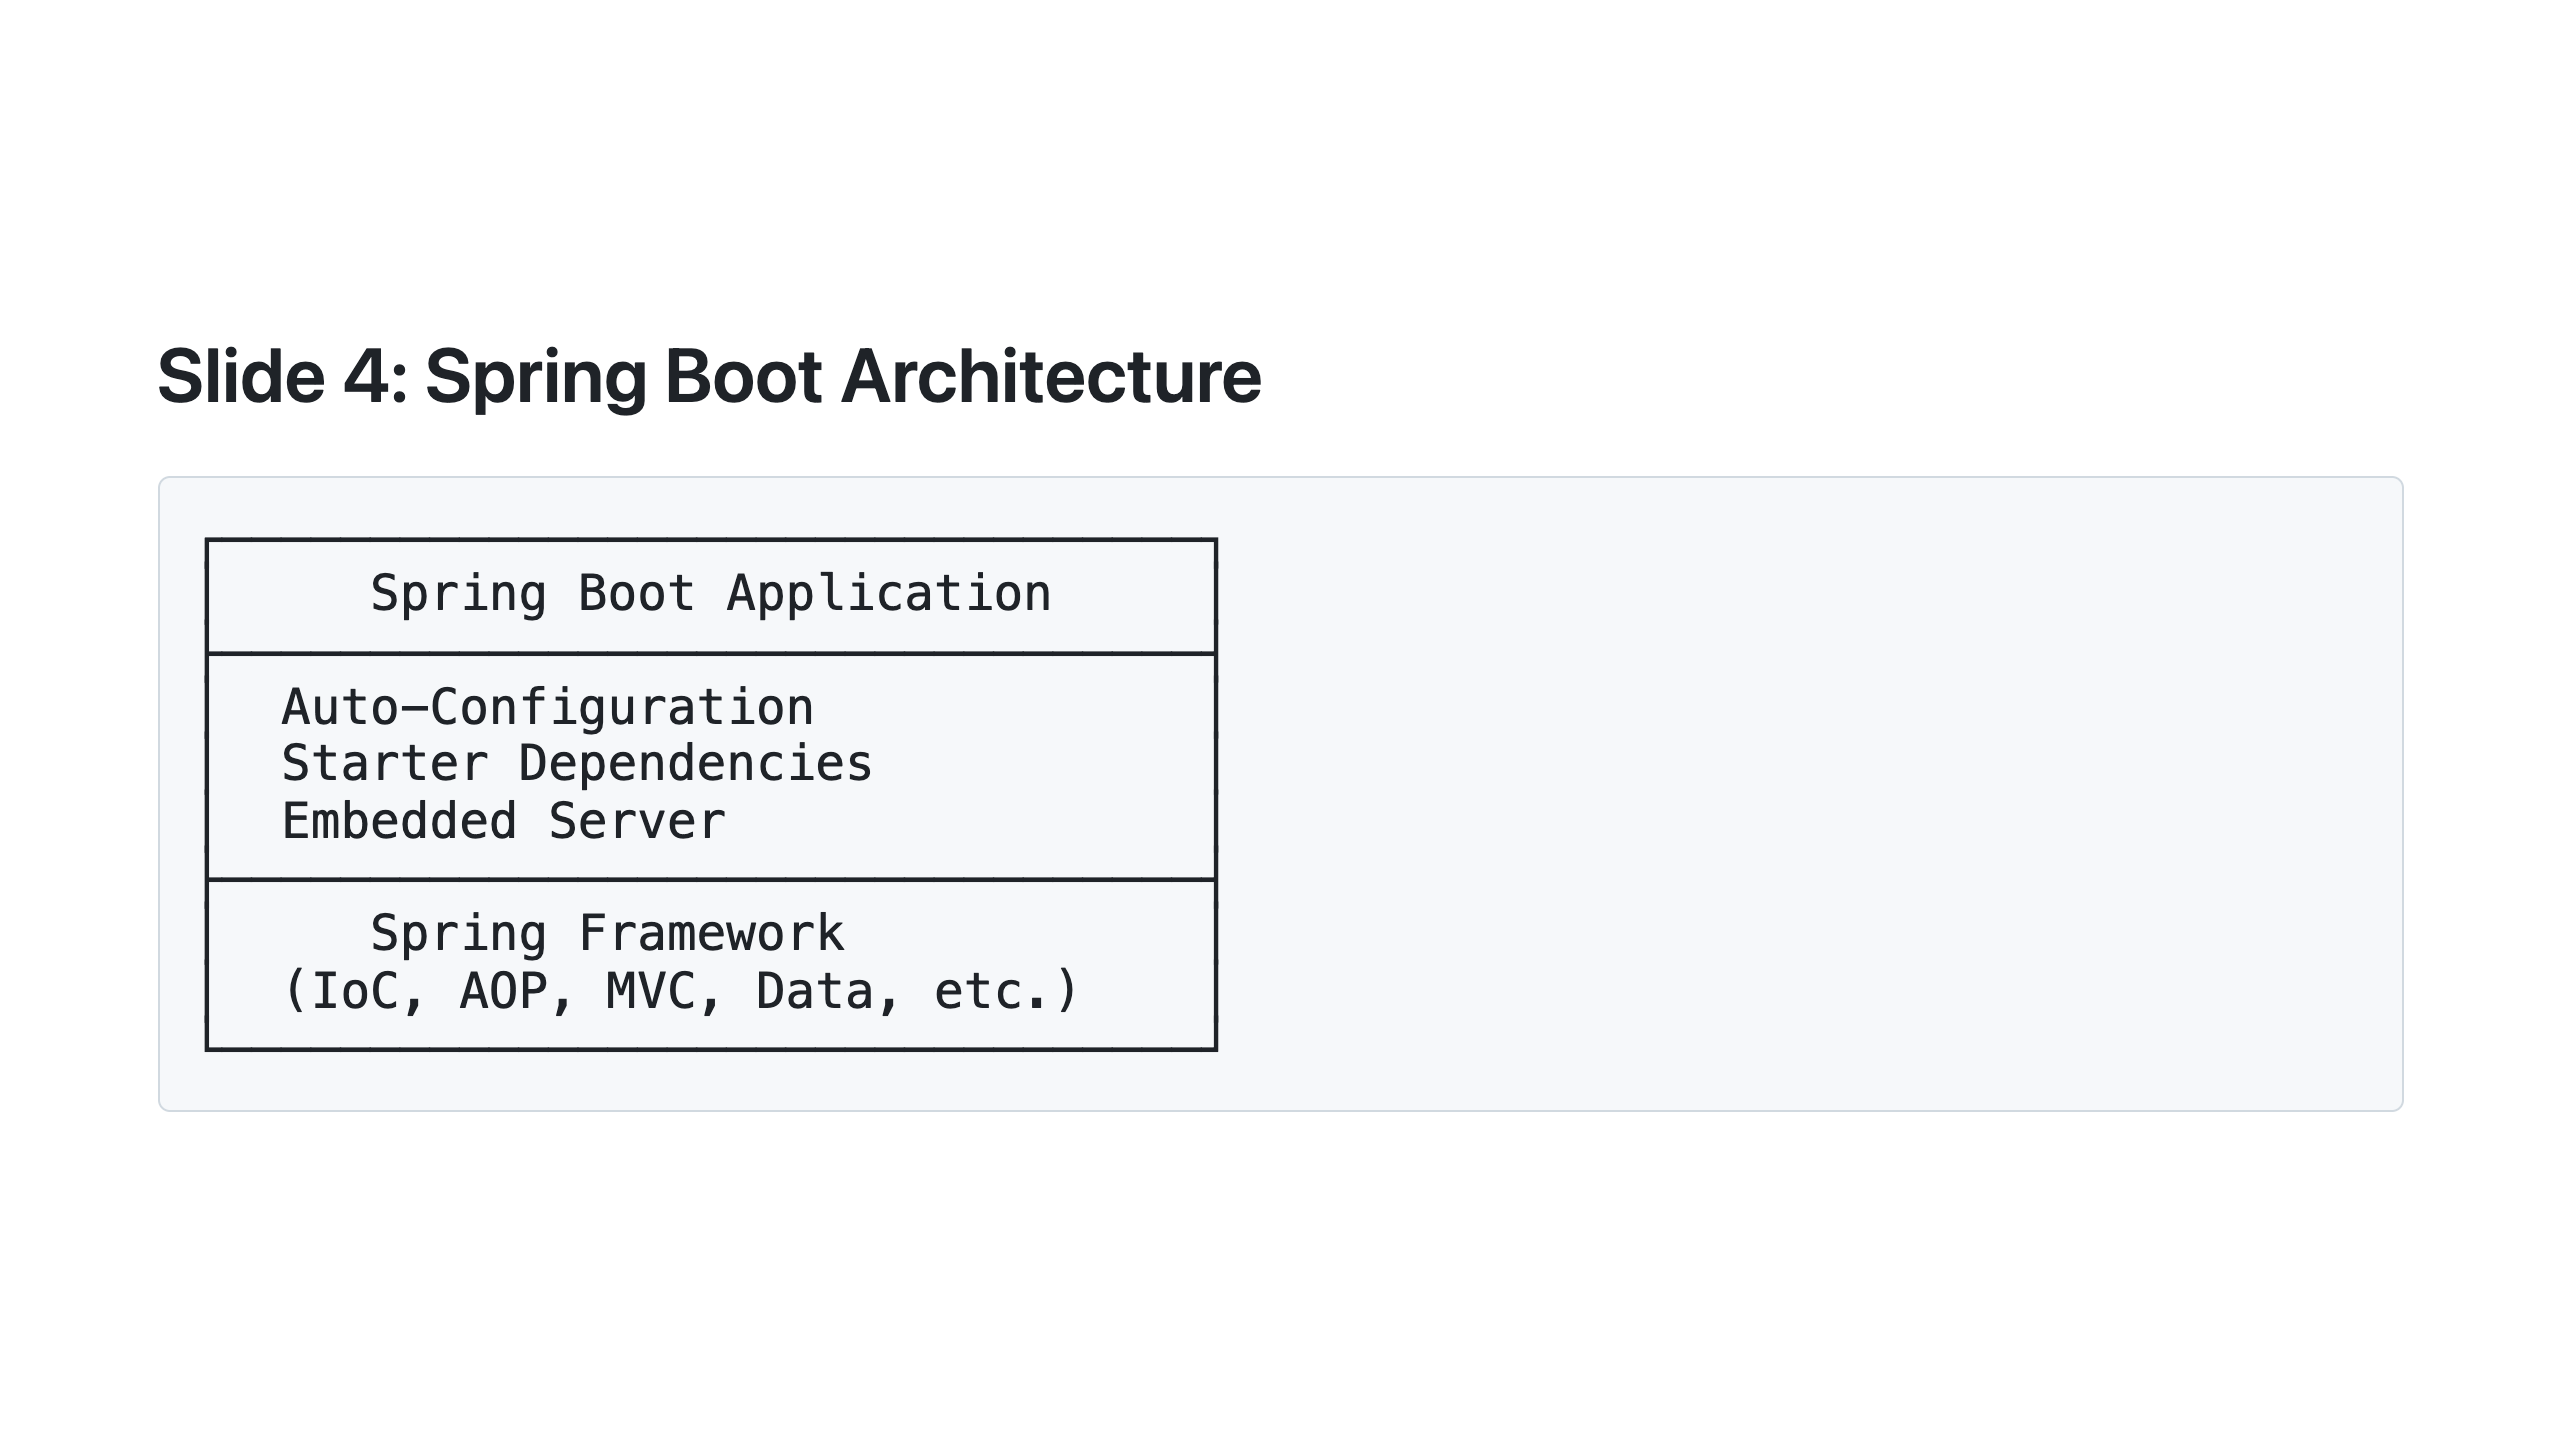 Slide 4: Spring Boot Architecture
Spring Boot Application
Auto-Configuration
Starter Dependencies
Embedded Server
Spring Framework
(IoC, AOP, MVC, Data, etc.)